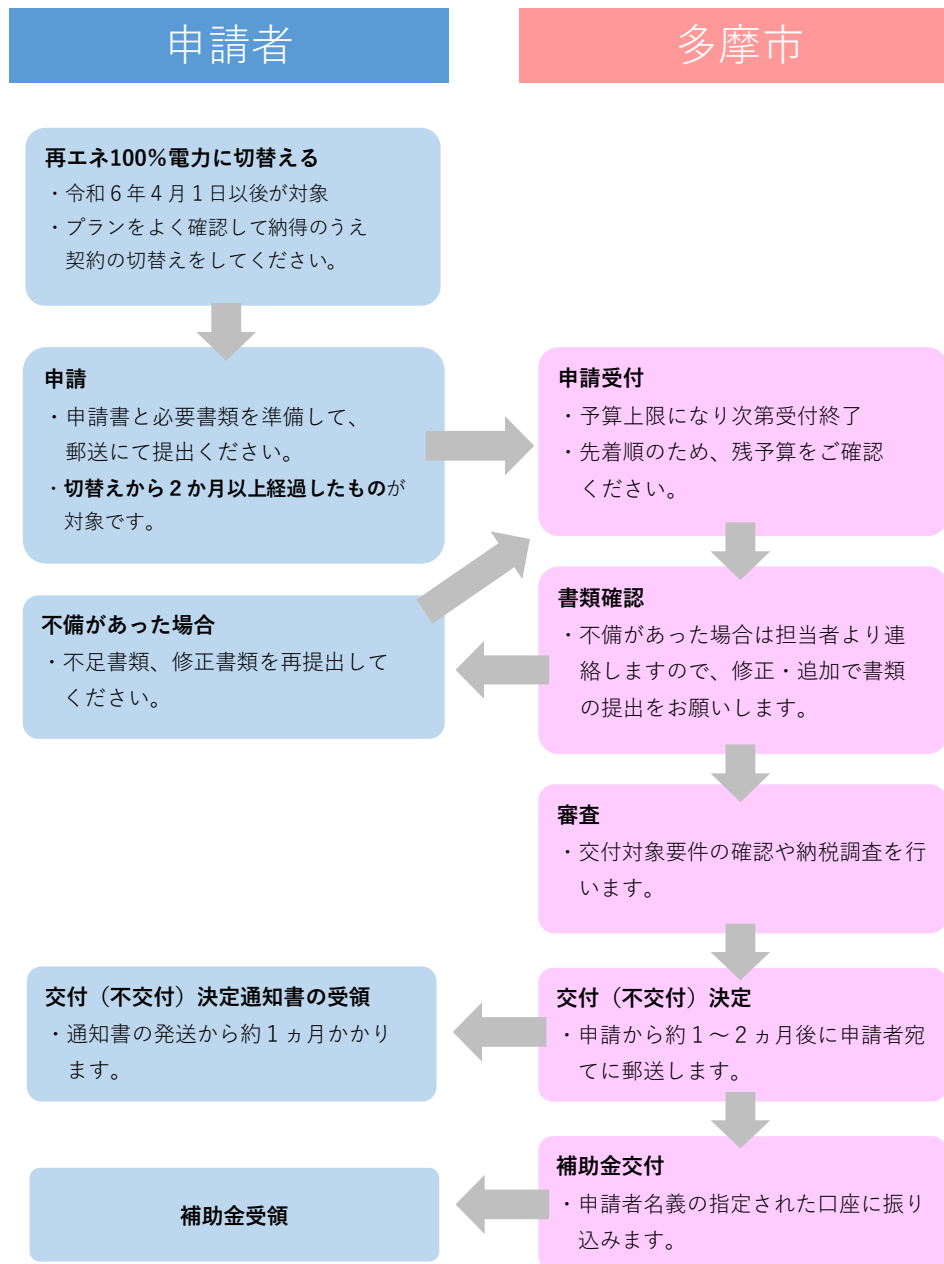 申請者
多摩市
再エネ100％電力に切替える
・令和６年４月１日以後が対象
・プランをよく確認して納得のうえ
契約の切替えをしてください。
申請
・申請書と必要書類を準備して、
郵送にて提出ください。
・切替えから２か月以上経過したものが
対象です。
申請受付
・予算上限になり次第受付終了
・先着順のため、残予算をご確認
ください。
不備があった場合
・不足書類、修正書類を再提出して
ください。
書類確認
・不備があった場合は担当者より連
絡しますので、修正・追加で書類
の提出をお願いします。
審査
・交付対象要件の確認や納税調査を行
います。
交付（不交付）決定通知書の受領
・通知書の発送から約１ヵ月かかり
ます。
交付（不交付）決定
・申請から約１～２ヵ月後に申請者宛
てに郵送します。
補助金受領
補助金交付
・申請者名義の指定された口座に振り
込みます。